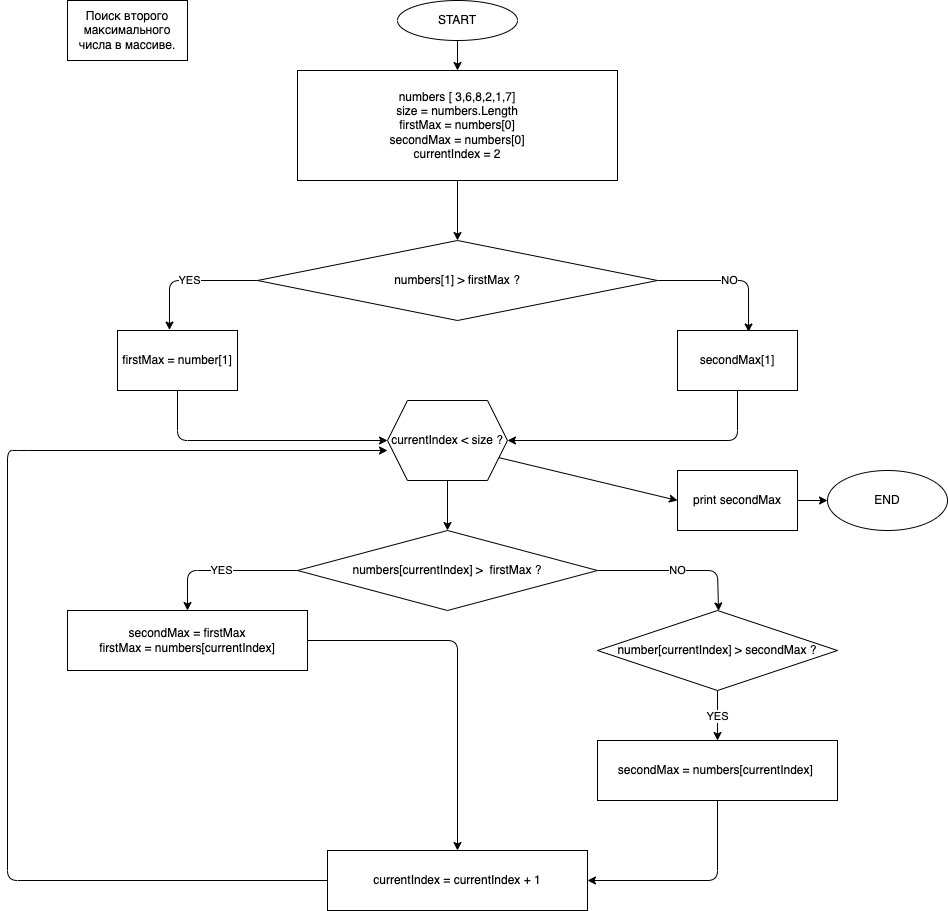 Поиск второго
максимального
числа в массиве.
START
numbers [ 3,6,8,2,1,7]
size = numbers.Length
firstMax = numbers[0]
secondMax = numbers[0]
currentIndex = 2
numbers[1] > firstMax ?
YES
NO
firstMax = number[1]
secondMax[1]
currentIndex < size ?
print secondMax
END
numbers[currentIndex] >  firstMax ?
YES
NO
secondMax = firstMax
firstMax = numbers[currentIndex]
number[currentIndex] > secondMax ?
YES
secondMax = numbers[currentIndex]
currentIndex = currentIndex + 1